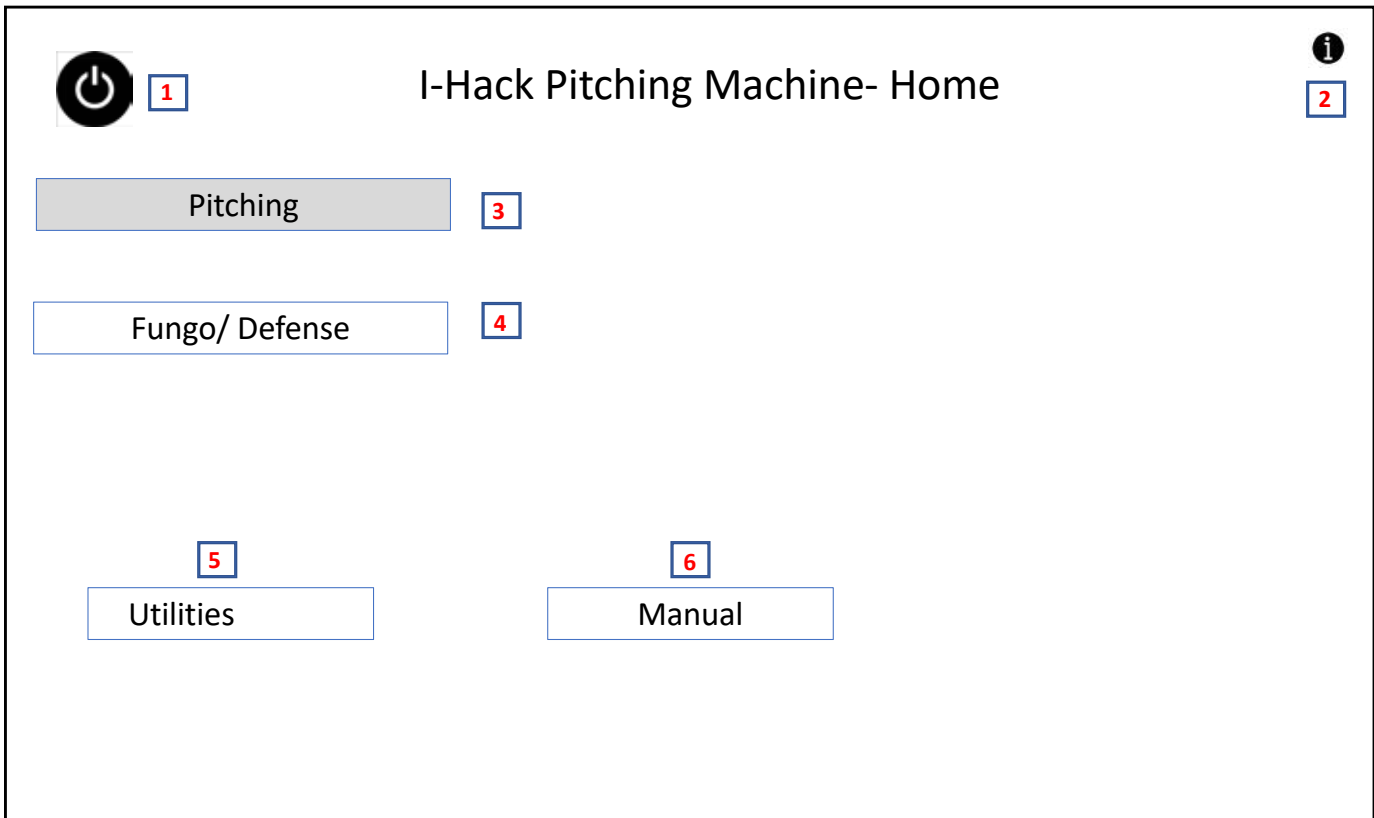 I-Hack Pitching Machine- Home
i
1
2
Pitching
3
Fungo/ Defense
4
5
6
Utilities
Manual